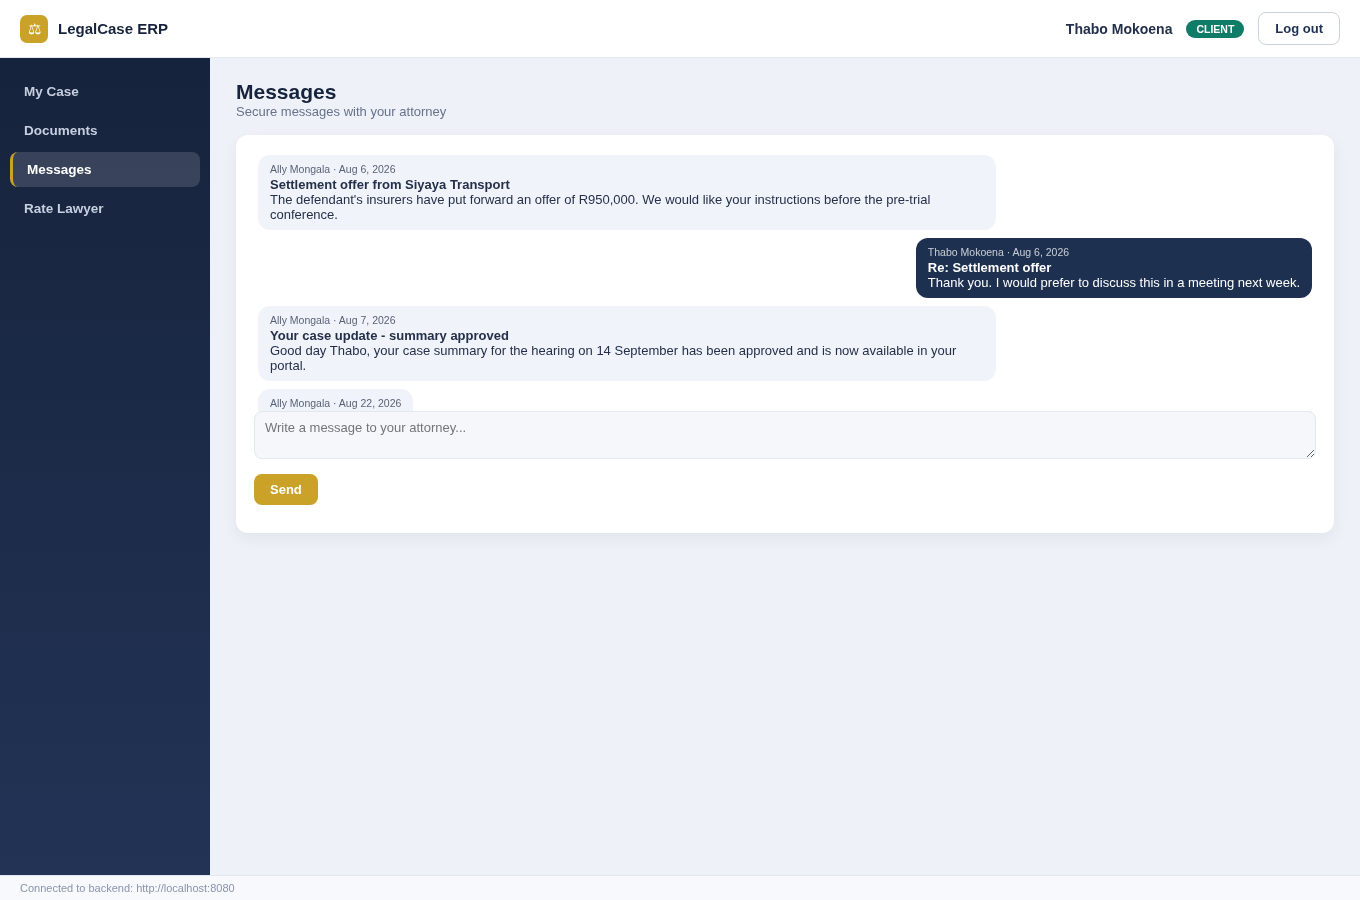 LegalCase ERP
Thabo Mokoena
CLIENT
Log out
My Case
Documents
Messages
Rate Lawyer
Messages
Secure messages with your attorney
Ally Mongala · Aug 6, 2026
Settlement offer from Siyaya Transport
The defendant's insurers have put forward an offer of R950,000. We would like your instructions before the pre-trial
conference.
Thabo Mokoena · Aug 6, 2026
Re: Settlement offer
Thank you. I would prefer to discuss this in a meeting next week.
Ally Mongala · Aug 7, 2026
Your case update - summary approved
Good day Thabo, your case summary for the hearing on 14 September has been approved and is now available in your
portal.
Ally Mongala · Aug 22, 2026
Write a message to your attorney...
Send
Connected to backend: http://localhost:8080